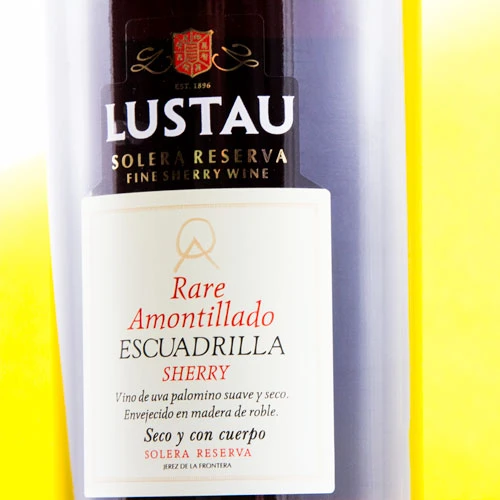 EST. 1896
LUSTAU
SOLERA RESERVA
FINE SHERRY WINE
Rare
Amontillado
ESCUADRILLA
SHERRY
Vino de uva palomino suave y seco.
Envejecido en madera de roble.
Seco y con cuerpo
SOLERA RESERVA
JEREZ DE LA FRONTERA